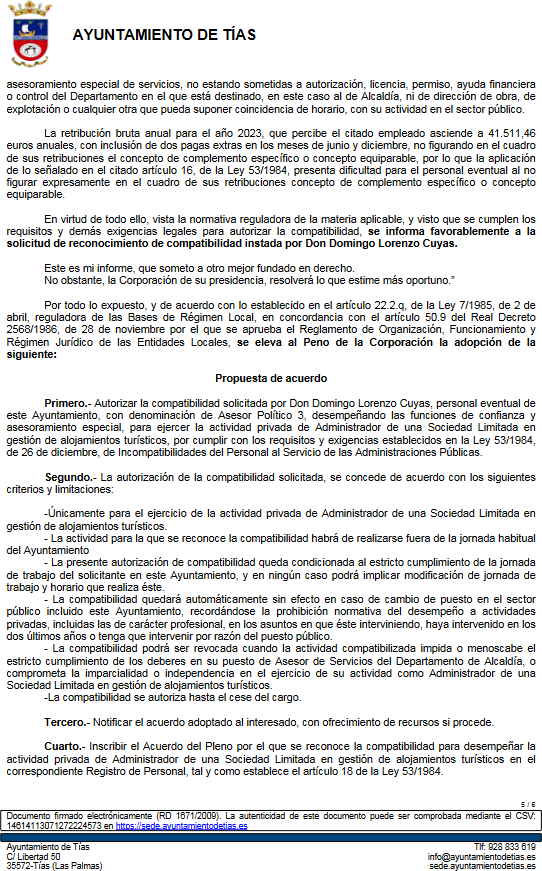 AYUNTAMIENTO DE TÍAS
asesoramiento especial de servicios, no estando sometidas a autorización, licencia, permiso, ayuda financiera
o control del Departamento en el que está destinado, en este caso al de Alcaldía, ni de dirección de obra, de
explotación o cualquier otra que pueda suponer coincidencia de horario, con su actividad en el sector público.
La retribución bruta anual para el año 2023, que percibe el citado empleado asciende a 41.511,46
euros anuales, con inclusión de dos pagas extras en los meses de junio y diciembre, no figurando en el cuadro
de sus retribuciones el concepto de complemento específico o concepto equiparable, por lo que la aplicación
de lo señalado en el citado artículo 16, de la Ley 53/1984, presenta dificultad para el personal eventual al no
figurar expresamente en el cuadro de sus retribuciones concepto de complemento específico o concepto
equiparable.
En virtud de todo ello, vista la normativa reguladora de la materia aplicable, y visto que se cumplen los
requisitos y demás exigencias legales para autorizar la compatibilidad, se informa favorablemente a la
solicitud de reconocimiento de compatibilidad instada por Don Domingo Lorenzo Cuyas.
Este es mi informe, que someto a otro mejor fundado en derecho.
No obstante, la Corporación de su presidencia, resolverá lo que estime más oportuno.”
Por todo lo expuesto, y de acuerdo con lo establecido en el artículo 22.2.q, de la Ley 7/1985, de 2 de
abril, reguladora de las Bases de Régimen Local, en concordancia con el artículo 50.9 del Real Decreto
2568/1986, de 28 de noviembre por el que se aprueba el Reglamento de Organización, Funcionamiento y
Régimen Jurídico de las Entidades Locales, se eleva al Peno de la Corporación la adopción de la
siguiente:
Propuesta de acuerdo
Primero.- Autorizar la compatibilidad solicitada por Don Domingo Lorenzo Cuyas, personal eventual de
este Ayuntamiento, con denominación de Asesor Político 3, desempeñando las funciones de confianza y
asesoramiento especial, para ejercer la actividad privada de Administrador de una Sociedad Limitada en
gestión de alojamientos turísticos, por cumplir con los requisitos y exigencias establecidos en la Ley 53/1984,
de 26 de diciembre, de Incompatibilidades del Personal al Servicio de las Administraciones Públicas.
Segundo.- La autorización de la compatibilidad solicitada, se concede de acuerdo con los siguientes
criterios y limitaciones:
-Únicamente para el ejercicio de la actividad privada de Administrador de una Sociedad Limitada en
gestión de alojamientos turísticos.
- La actividad para la que se reconoce la compatibilidad habrá de realizarse fuera de la jornada habitual
del Ayuntamiento
- La presente autorización de compatibilidad queda condicionada al estricto cumplimiento de la jornada
de trabajo del solicitante en este Ayuntamiento, y en ningún caso podrá implicar modificación de jornada de
trabajo y horario que realiza éste.
- La compatibilidad quedará automáticamente sin efecto en caso de cambio de puesto en el sector
público incluido este Ayuntamiento, recordándose la prohibición normativa del desempeño a actividades
privadas, incluidas las de carácter profesional, en los asuntos en que éste interviniendo, haya intervenido en los
dos últimos años o tenga que intervenir por razón del puesto público.
- La compatibilidad podrá ser revocada cuando la actividad compatibilizada impida o menoscabe el
estricto cumplimiento de los deberes en su puesto de Asesor de Servicios del Departamento de Alcaldía, o
comprometa la imparcialidad o independencia en el ejercicio de su actividad como Administrador de una
Sociedad Limitada en gestión de alojamientos turísticos.
-La compatibilidad se autoriza hasta el cese del cargo.
Tercero.- Notificar el acuerdo adoptado al interesado, con ofrecimiento de recursos si procede.
Cuarto.- Inscribir el Acuerdo del Pleno por el que se reconoce la compatibilidad para desempeñar la
actividad privada de Administrador de una Sociedad Limitada en gestión de alojamientos turísticos en el
correspondiente Registro de Personal, tal y como establece el artículo 18 de la Ley 53/1984.
5 / 6
Documento firmado electrónicamente (RD 1671/2009). La autenticidad de este documento puede ser comprobada mediante el CSV:
14614113071272224573 en https://sede.ayuntamientodetias.es
Ayuntamiento de Tías Tlf: 928 833 619
C/ Libertad 50 info@ayuntamientodetias.es
35572-Tías (Las Palmas) sede.ayuntamientodetias.es